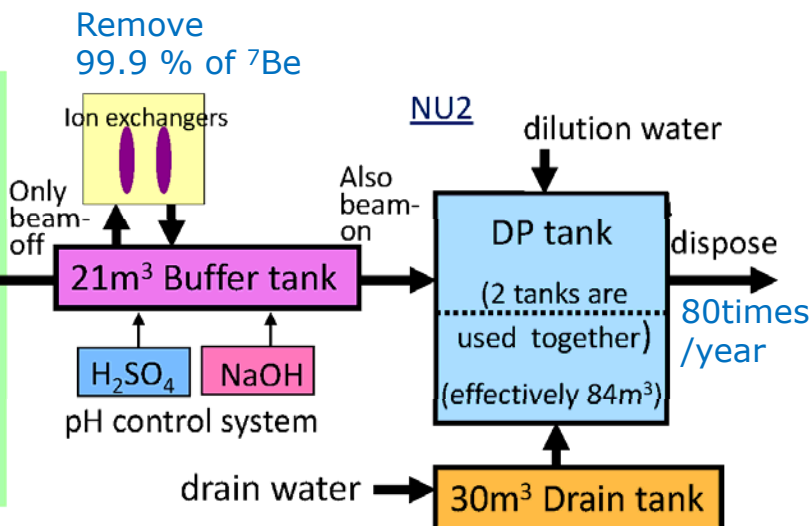 Remove
99.9 % of ⁷Be
Ion exchangers
NU2
dilution water
Only
beam-
off
Also
beam-
on
21m³ Buffer tank
DP tank
(2 tanks are
used together)
(effectively 84m³)
dispose
80times
/year
H₂SO₄
NaOH
pH control system
drain water
30m³ Drain tank